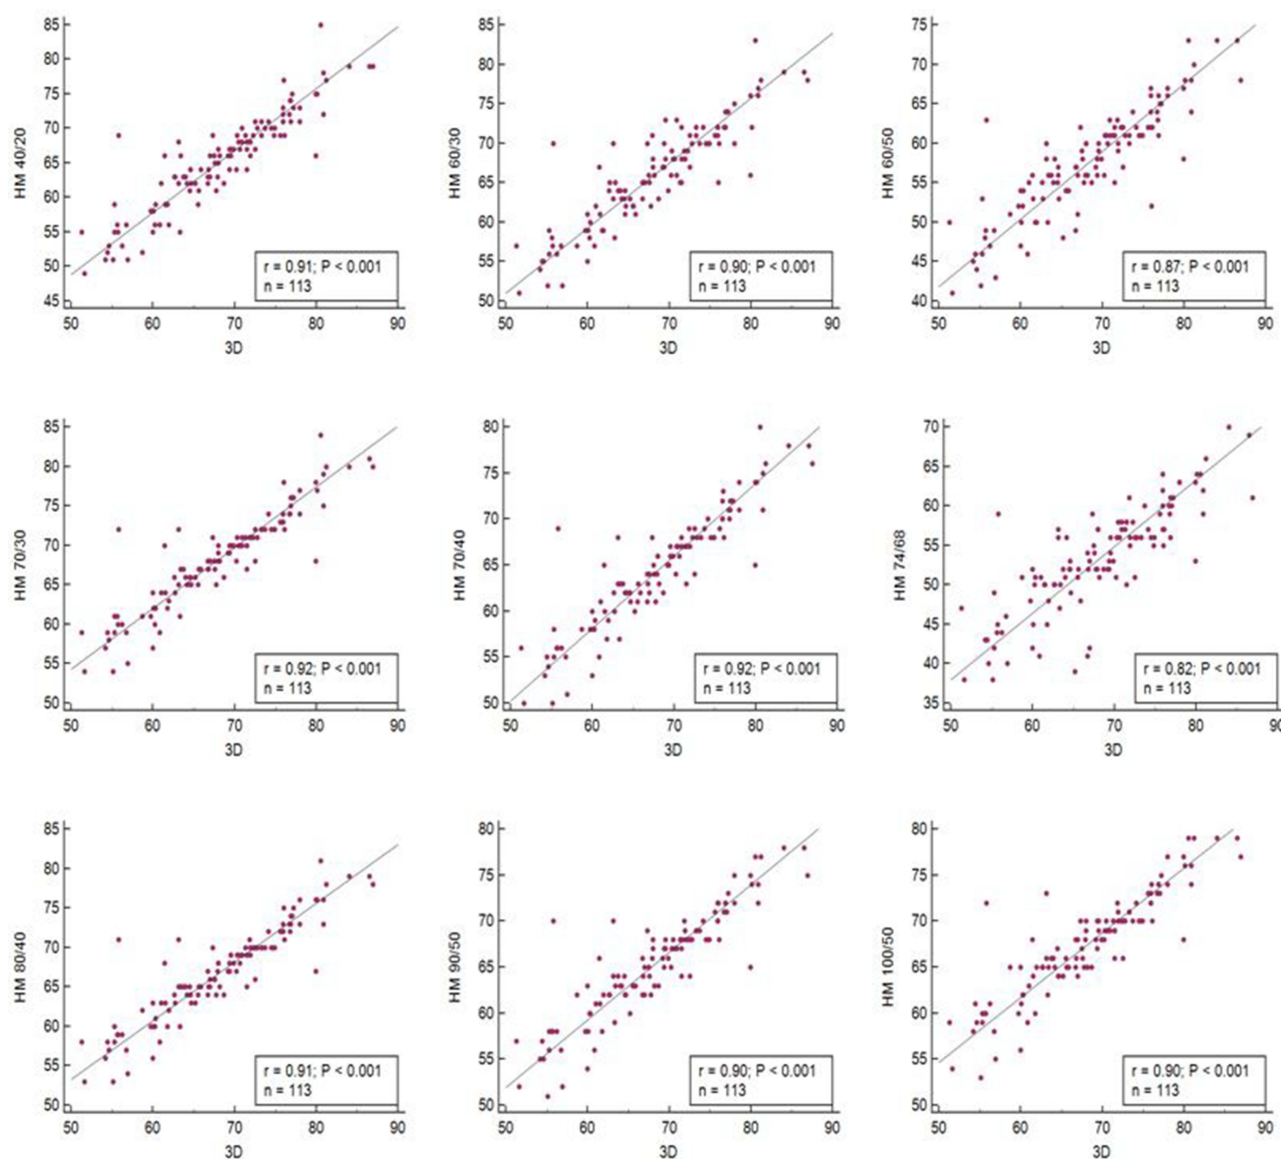 85
80
75
70
65
60
55
50
45
HM 40/20
r = 0.91; P < 0.001
n = 113
50 60 70 80 90
3D
85
80
75
70
65
60
55
50
HM 60/30
r = 0.90; P < 0.001
n = 113
50 60 70 80 90
3D
75
70
65
60
55
50
45
40
HM 60/50
r = 0.87; P < 0.001
n = 113
50 60 70 80 90
3D
85
80
75
70
65
60
55
50
HM 70/30
r = 0.92; P < 0.001
n = 113
50 60 70 80 90
3D
80
75
70
65
60
55
50
HM 70/40
r = 0.92; P < 0.001
n = 113
50 60 70 80 90
3D
70
65
60
55
50
45
40
35
HM 74/68
r = 0.82; P < 0.001
n = 113
50 60 70 80 90
3D
85
80
75
70
65
60
55
50
HM 80/40
r = 0.91; P < 0.001
n = 113
50 60 70 80 90
3D
80
75
70
65
60
55
50
HM 90/50
r = 0.90; P < 0.001
n = 113
50 60 70 80 90
3D
80
75
70
65
60
55
50
HM 100/50
r = 0.90; P < 0.001
n = 113
50 60 70 80 90
3D